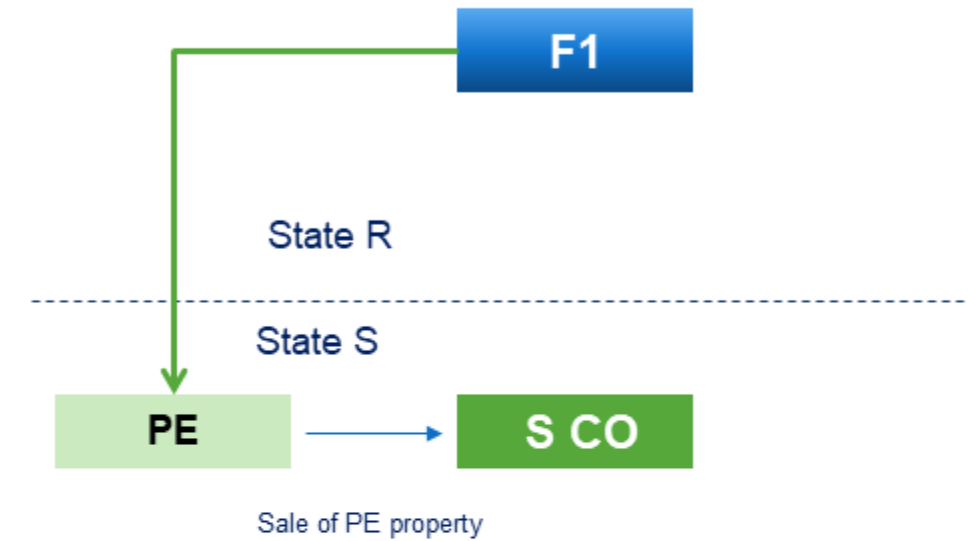 F1
State R
State S
PE
S CO
Sale of PE property